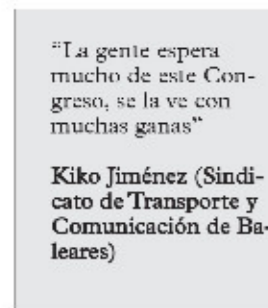 “La gente espera
mucho de este Con-
greso, se la ve con
muchas ganas“
Kiko Jiménez (Sindi-
cato de Transporte y
Comunicación de Ba-
leares)